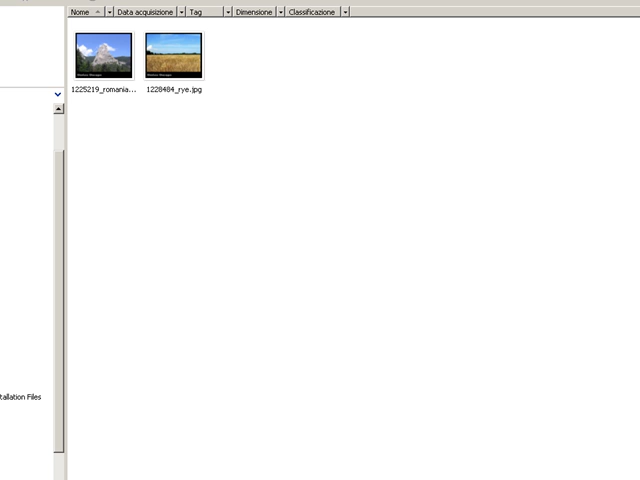 Nome Data acquisizione Tag Dimensione Classificazione
1225219_romania... 1228484_rye.jpg
tallation Files